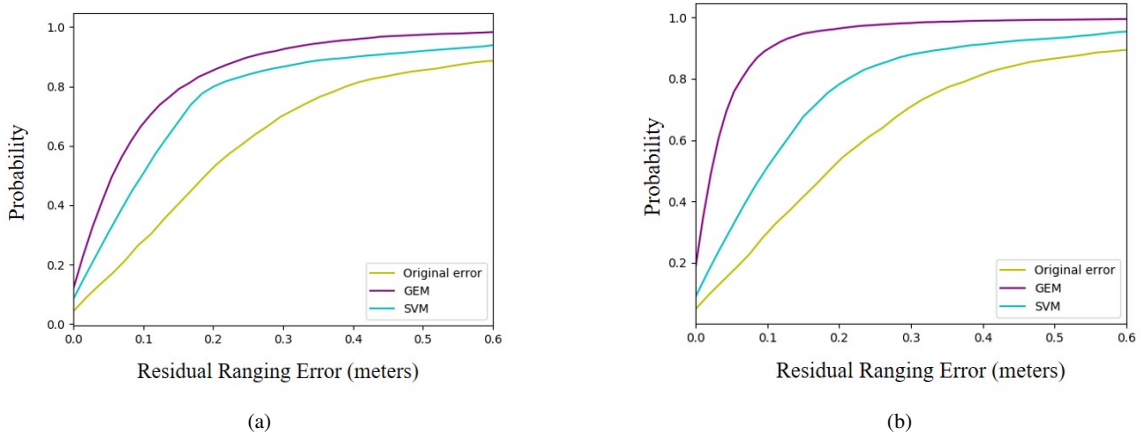 1.0
0.8
0.6
0.4
0.2
0.0
Probability
0.0 0.1 0.2 0.3 0.4 0.5 0.6
Original error
GEM
SVM
Residual Ranging Error (meters)
(a)
1.0
0.8
0.6
0.4
0.2
Probability
0.0 0.1 0.2 0.3 0.4 0.5 0.6
Original error
GEM
SVM
Residual Ranging Error (meters)
(b)